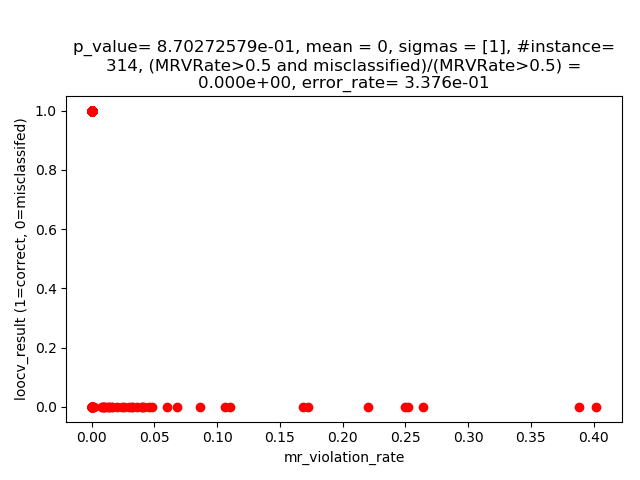 p_value= 8.70272579e-01, mean = 0, sigmas = [1], #instance=
314, (MRVRate>0.5 and misclassified)/(MRVRate>0.5) =
0.000e+00, error_rate= 3.376e-01
loocv_result (1=correct, 0=misclassifed)
1.0
0.8
0.6
0.4
0.2
0.0
0.00 0.05 0.10 0.15 0.20 0.25 0.30 0.35 0.40
mr_violation_rate